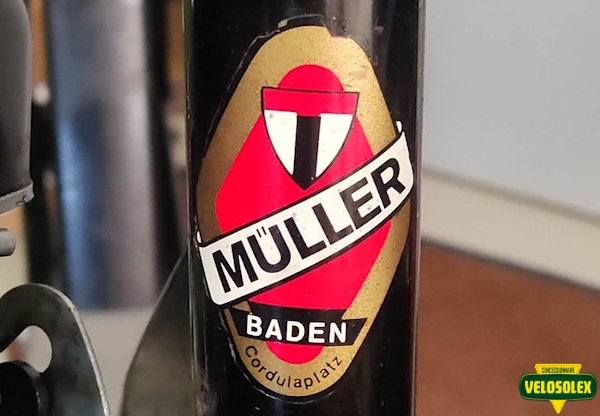 MÜLLER
BADEN
Cordulaplatz
CONCESSIONNAIRE
VELOSOLEX